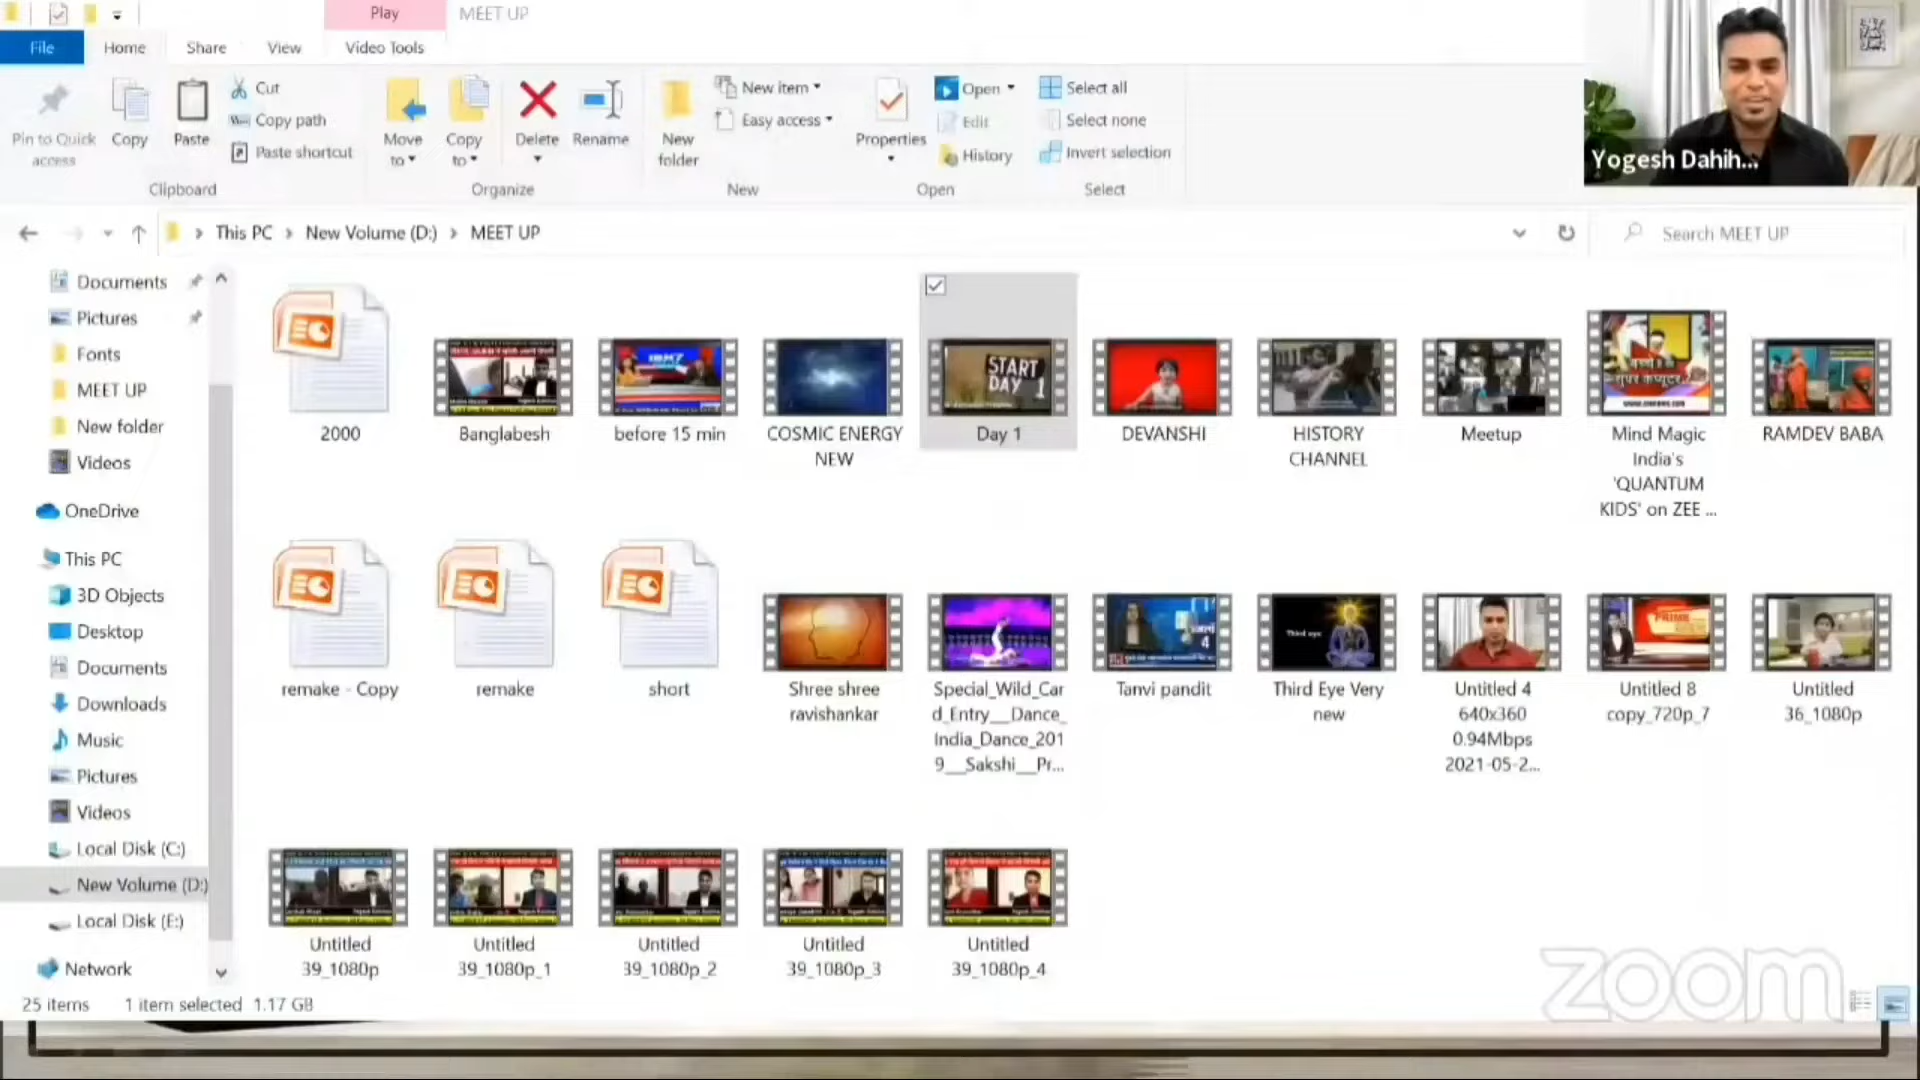 Play MEET UP
File Home Share View Video Tools
Pin to Quick access
Copy
Paste
Cut
Copy path
Paste shortcut
Clipboard
Move to
Copy to
Delete
Rename
Organize
New folder
New item
Easy access
New
Properties
Open
Edit
History
Open
Select all
Select none
Invert selection
Select
Yogesh Dahih...
This PC > New Volume (D:) > MEET UP
Search MEET UP
Documents
Pictures
Fonts
MEET UP
New folder
Videos
OneDrive
This PC
3D Objects
Desktop
Documents
Downloads
Music
Pictures
Videos
Local Disk (C:)
New Volume (D:)
Local Disk (E:)
Network
START
DAY 1
2000
Banglabesh
before 15 min
COSMIC ENERGY
NEW
Day 1
DEVANSHI
HISTORY
CHANNEL
Meetup
Mind Magic
India's
'QUANTUM
KIDS' on ZEE ...
RAMDEV BABA
Third eye
remake - Copy
remake
short
Shree shree
ravishankar
Special_Wild_Car
d_Entry__Dance_
India_Dance_201
9__Sakshi__Pr...
Tanvi pandit
Third Eye Very
new
Untitled 4
640x360
0.94Mbps
2021-05-2...
Untitled 8
copy_720p_7
Untitled
36_1080p
Untitled
39_1080p
Untitled
39_1080p_1
Untitled
39_1080p_2
Untitled
39_1080p_3
Untitled
39_1080p_4
25 items 1 item selected 1.17 GB
zoom